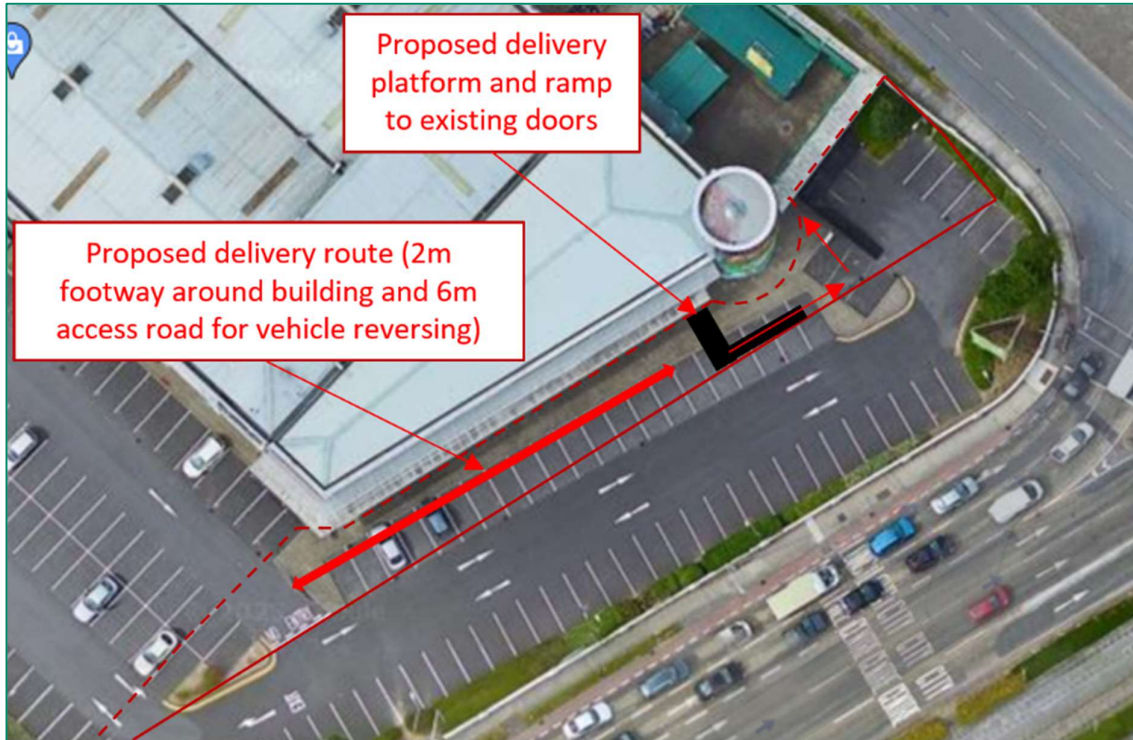 Proposed delivery
platform and ramp
to existing doors
Proposed delivery route (2m
footway around building and 6m
access road for vehicle reversing)